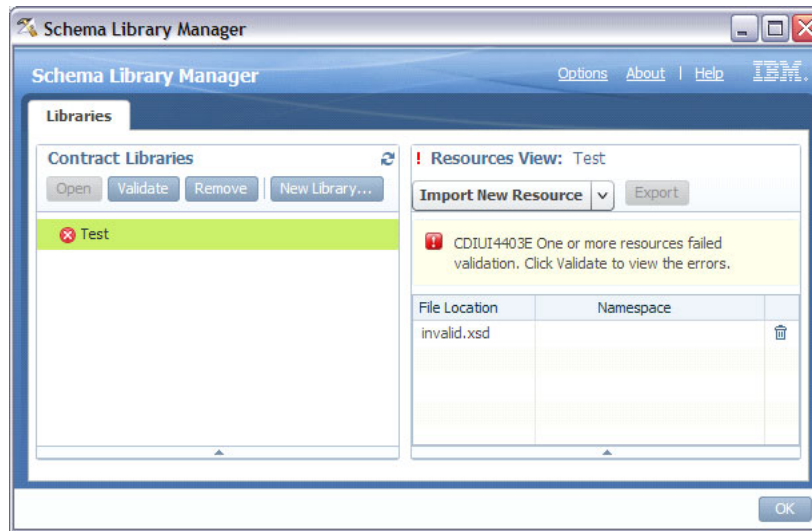 Schema Library Manager
Schema Library Manager
Options About | Help IBM.
Libraries
Contract Libraries
Open Validate Remove New Library...
Test
! Resources View: Test
Import New Resource Export
CDIUI4403E One or more resources failed
validation. Click Validate to view the errors.
File Location Namespace
invalid.xsd
OK